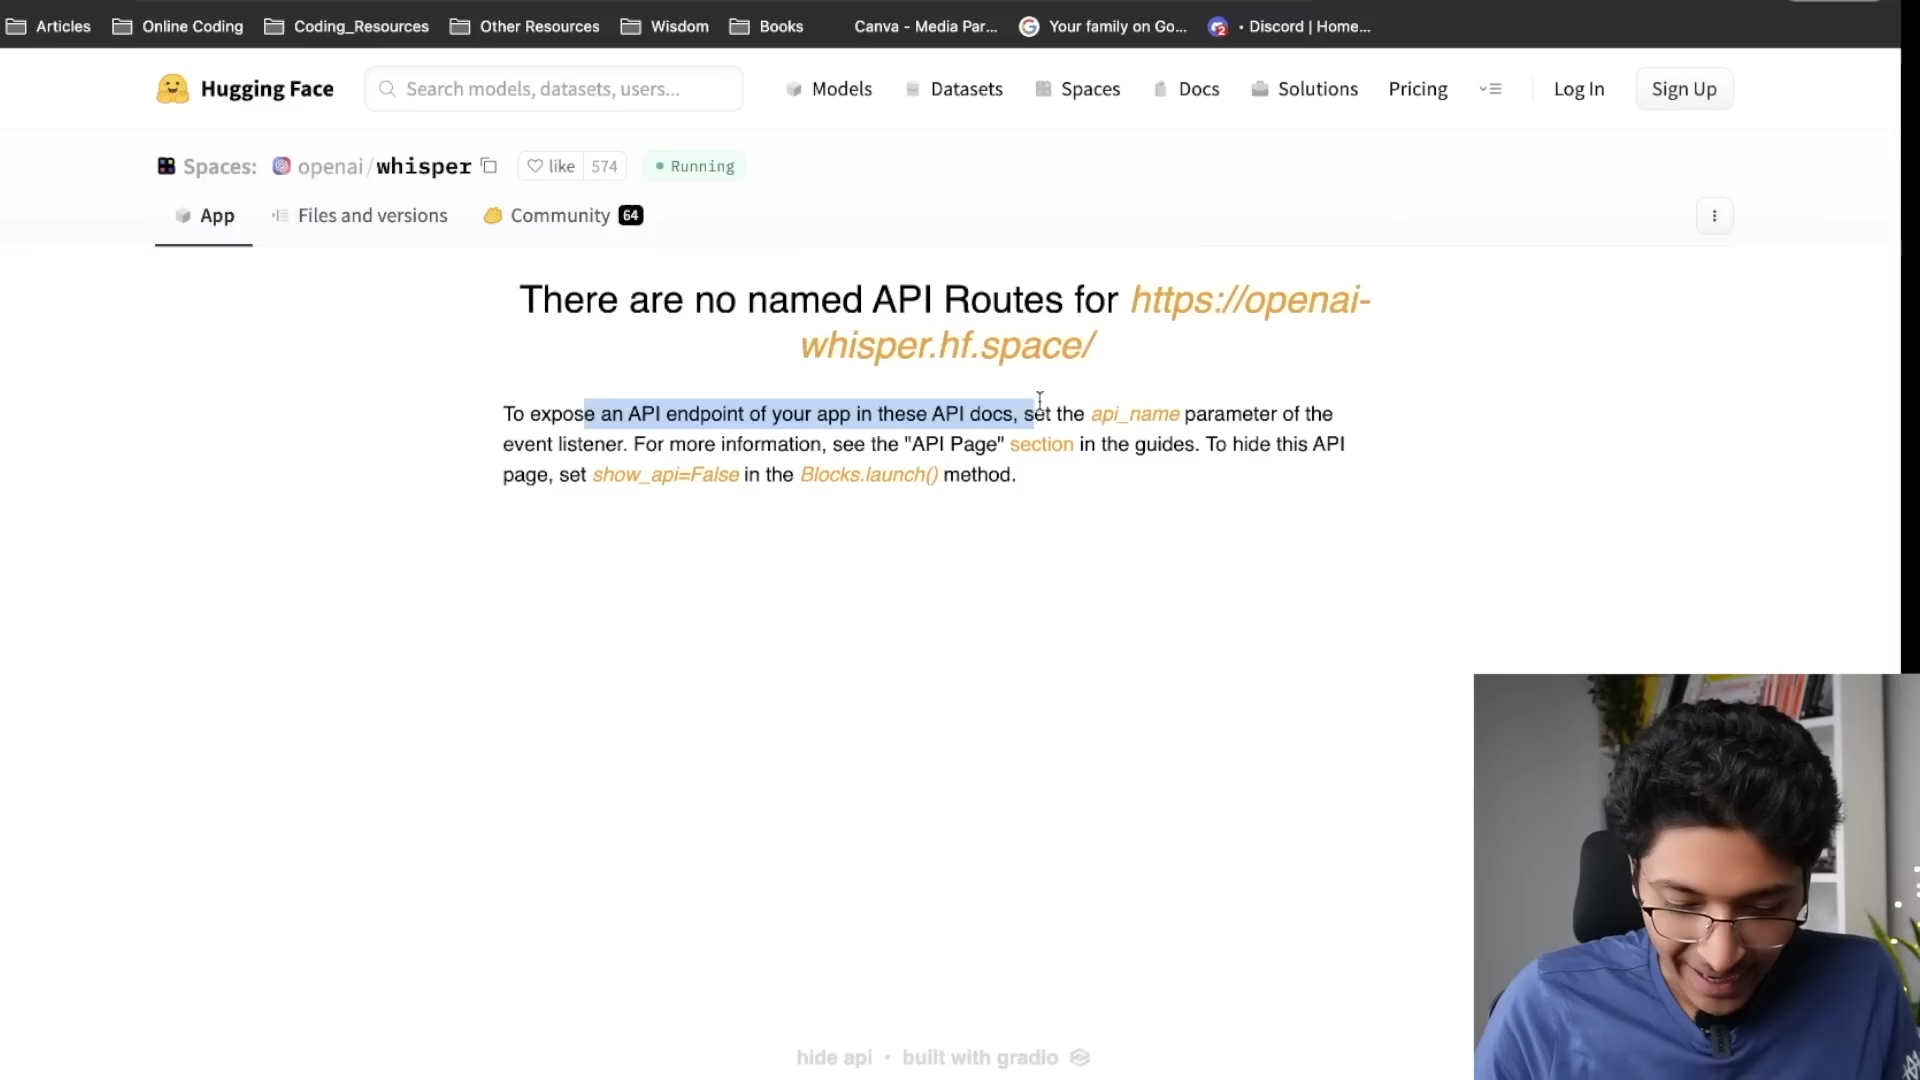 Articles Online Coding Coding_Resources Other Resources Wisdom Books Canva - Media Par... Your family on Go... 2 • Discord | Home...
Hugging Face Search models, datasets, users... Models Datasets Spaces Docs Solutions Pricing Log In Sign Up
Spaces: openai/whisper like 574 Running
App Files and versions Community 64
There are no named API Routes for https://openai-
whisper.hf.space/
To expose an API endpoint of your app in these API docs, set the api_name parameter of the
event listener. For more information, see the "API Page" section in the guides. To hide this API
page, set show_api=False in the Blocks.launch() method.
hide api • built with gradio